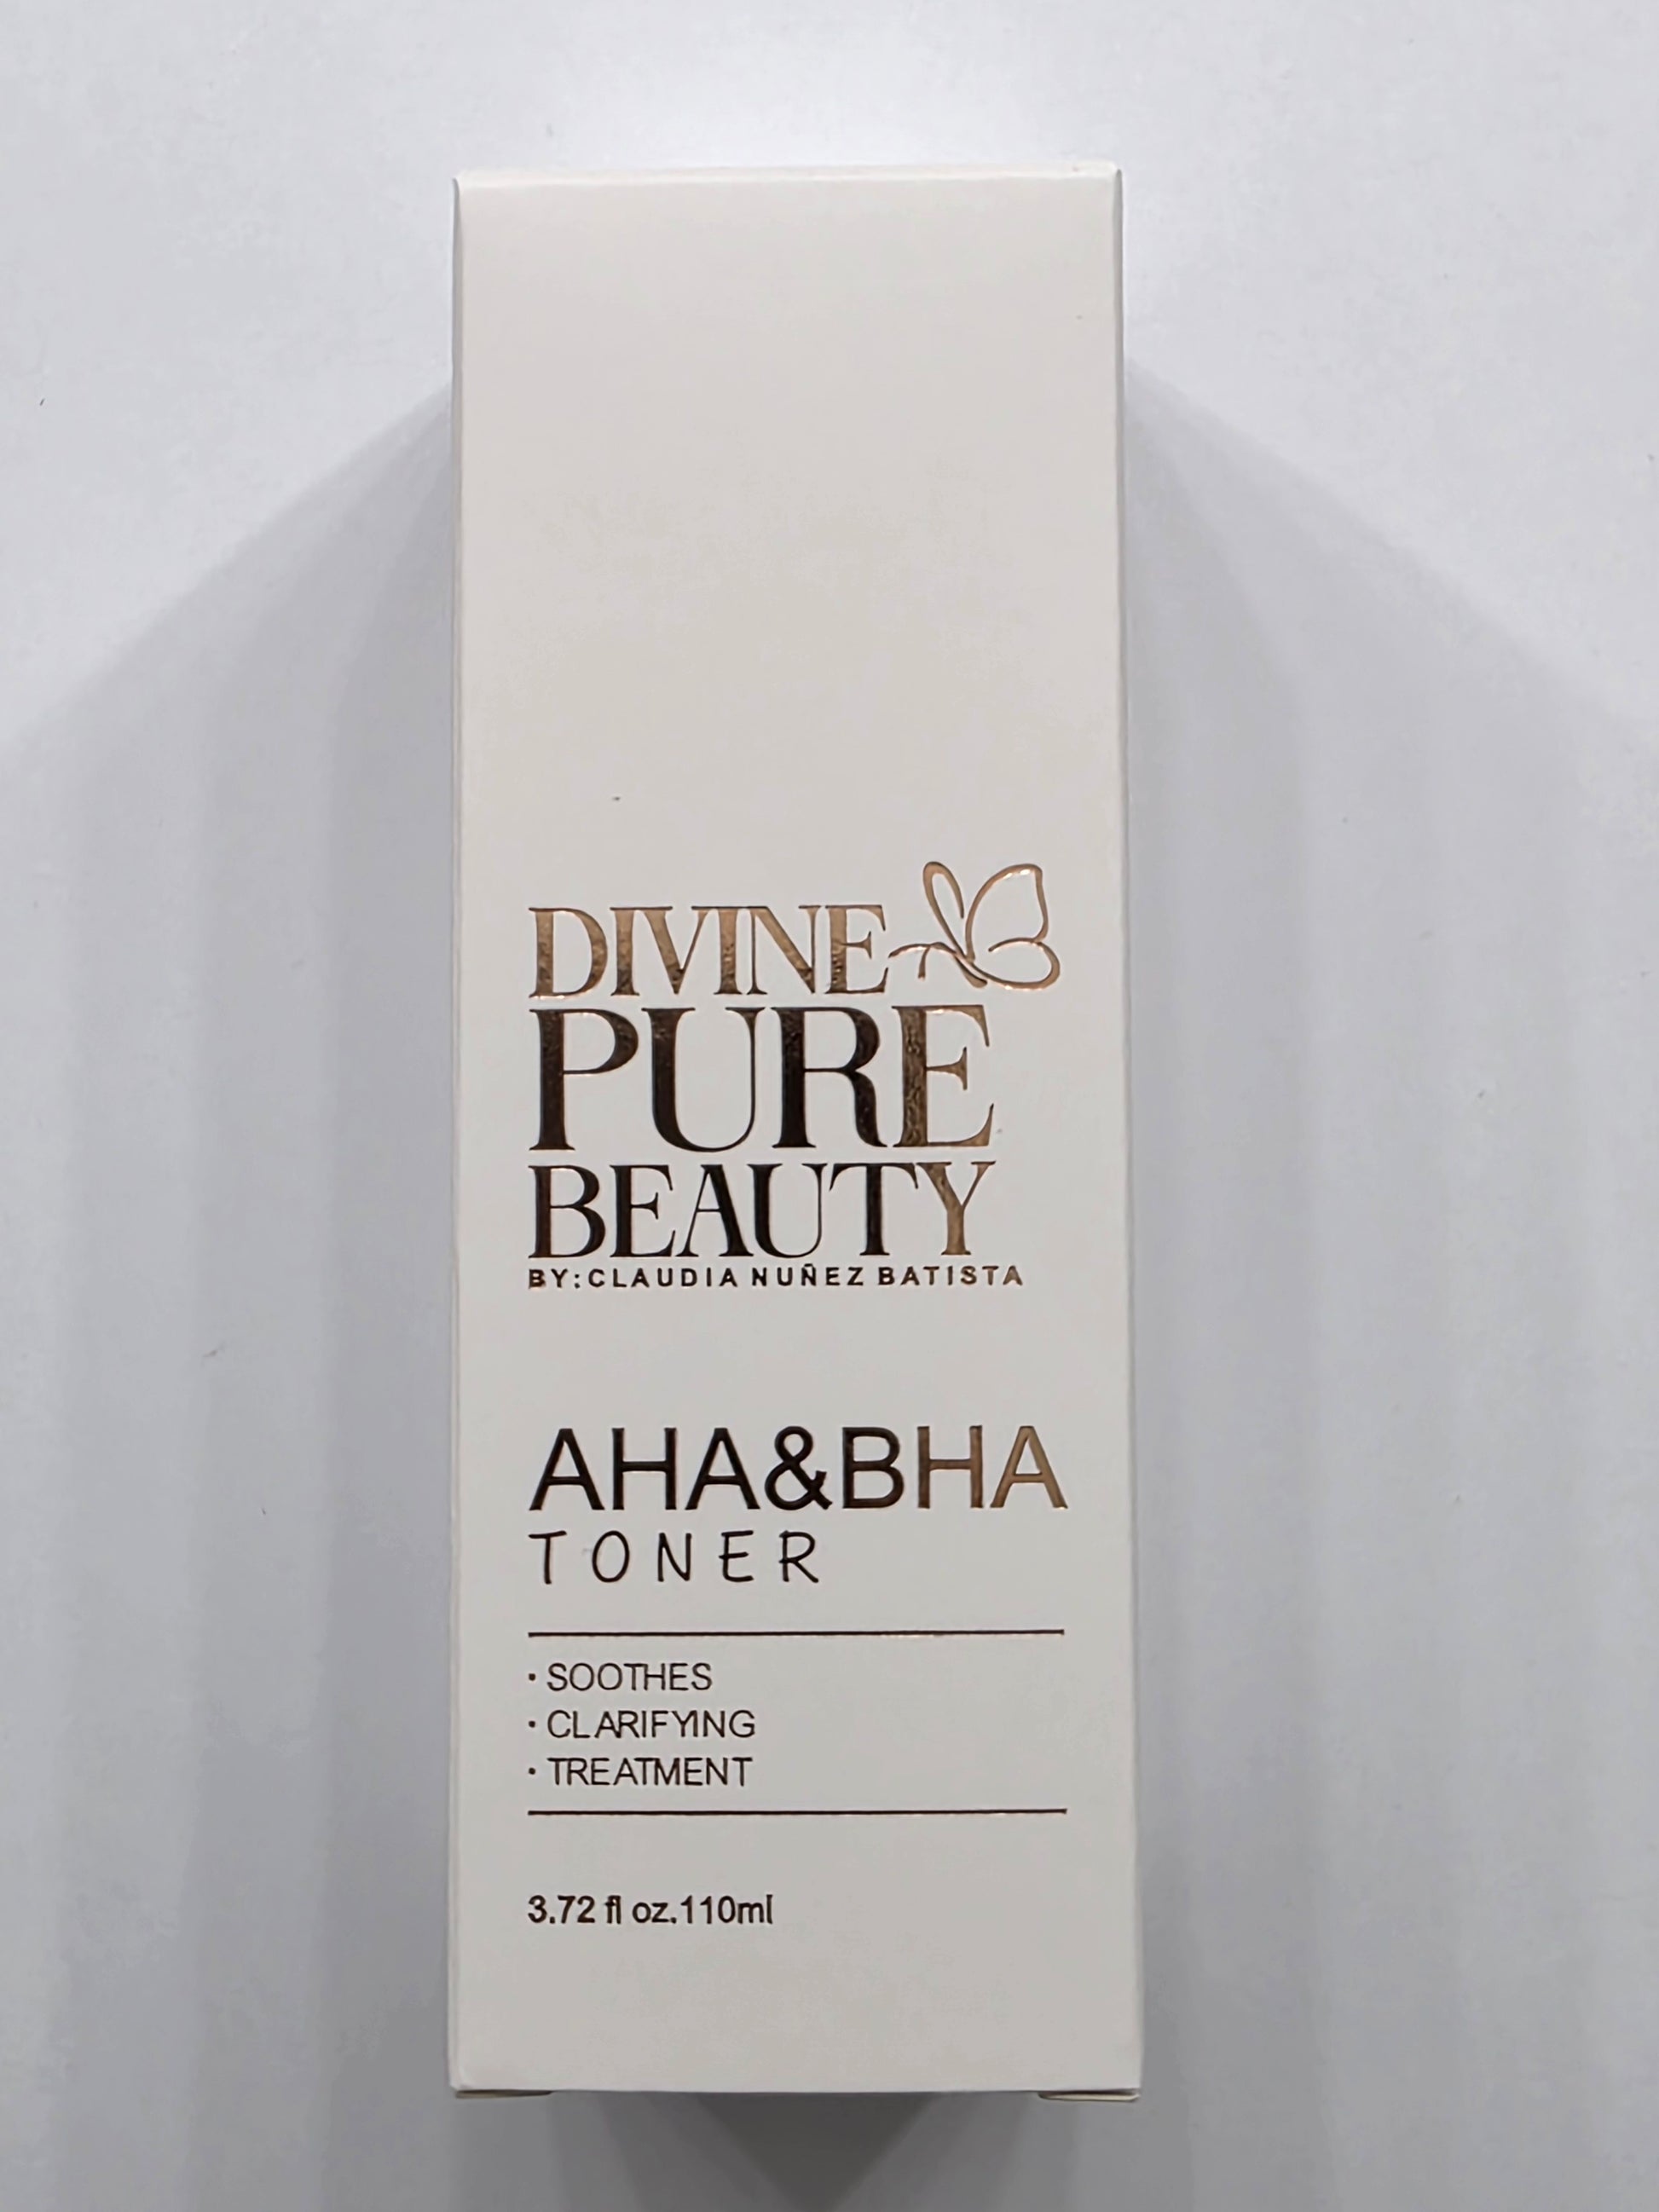 DIVINE
PURE
BEAUTY
BY:CLAUDIA NUÑEZ BATISTA
AHA&BHA
TONER
· SOOTHES
· CLARIFYING
· TREATMENT
3.72 fl oz.110ml